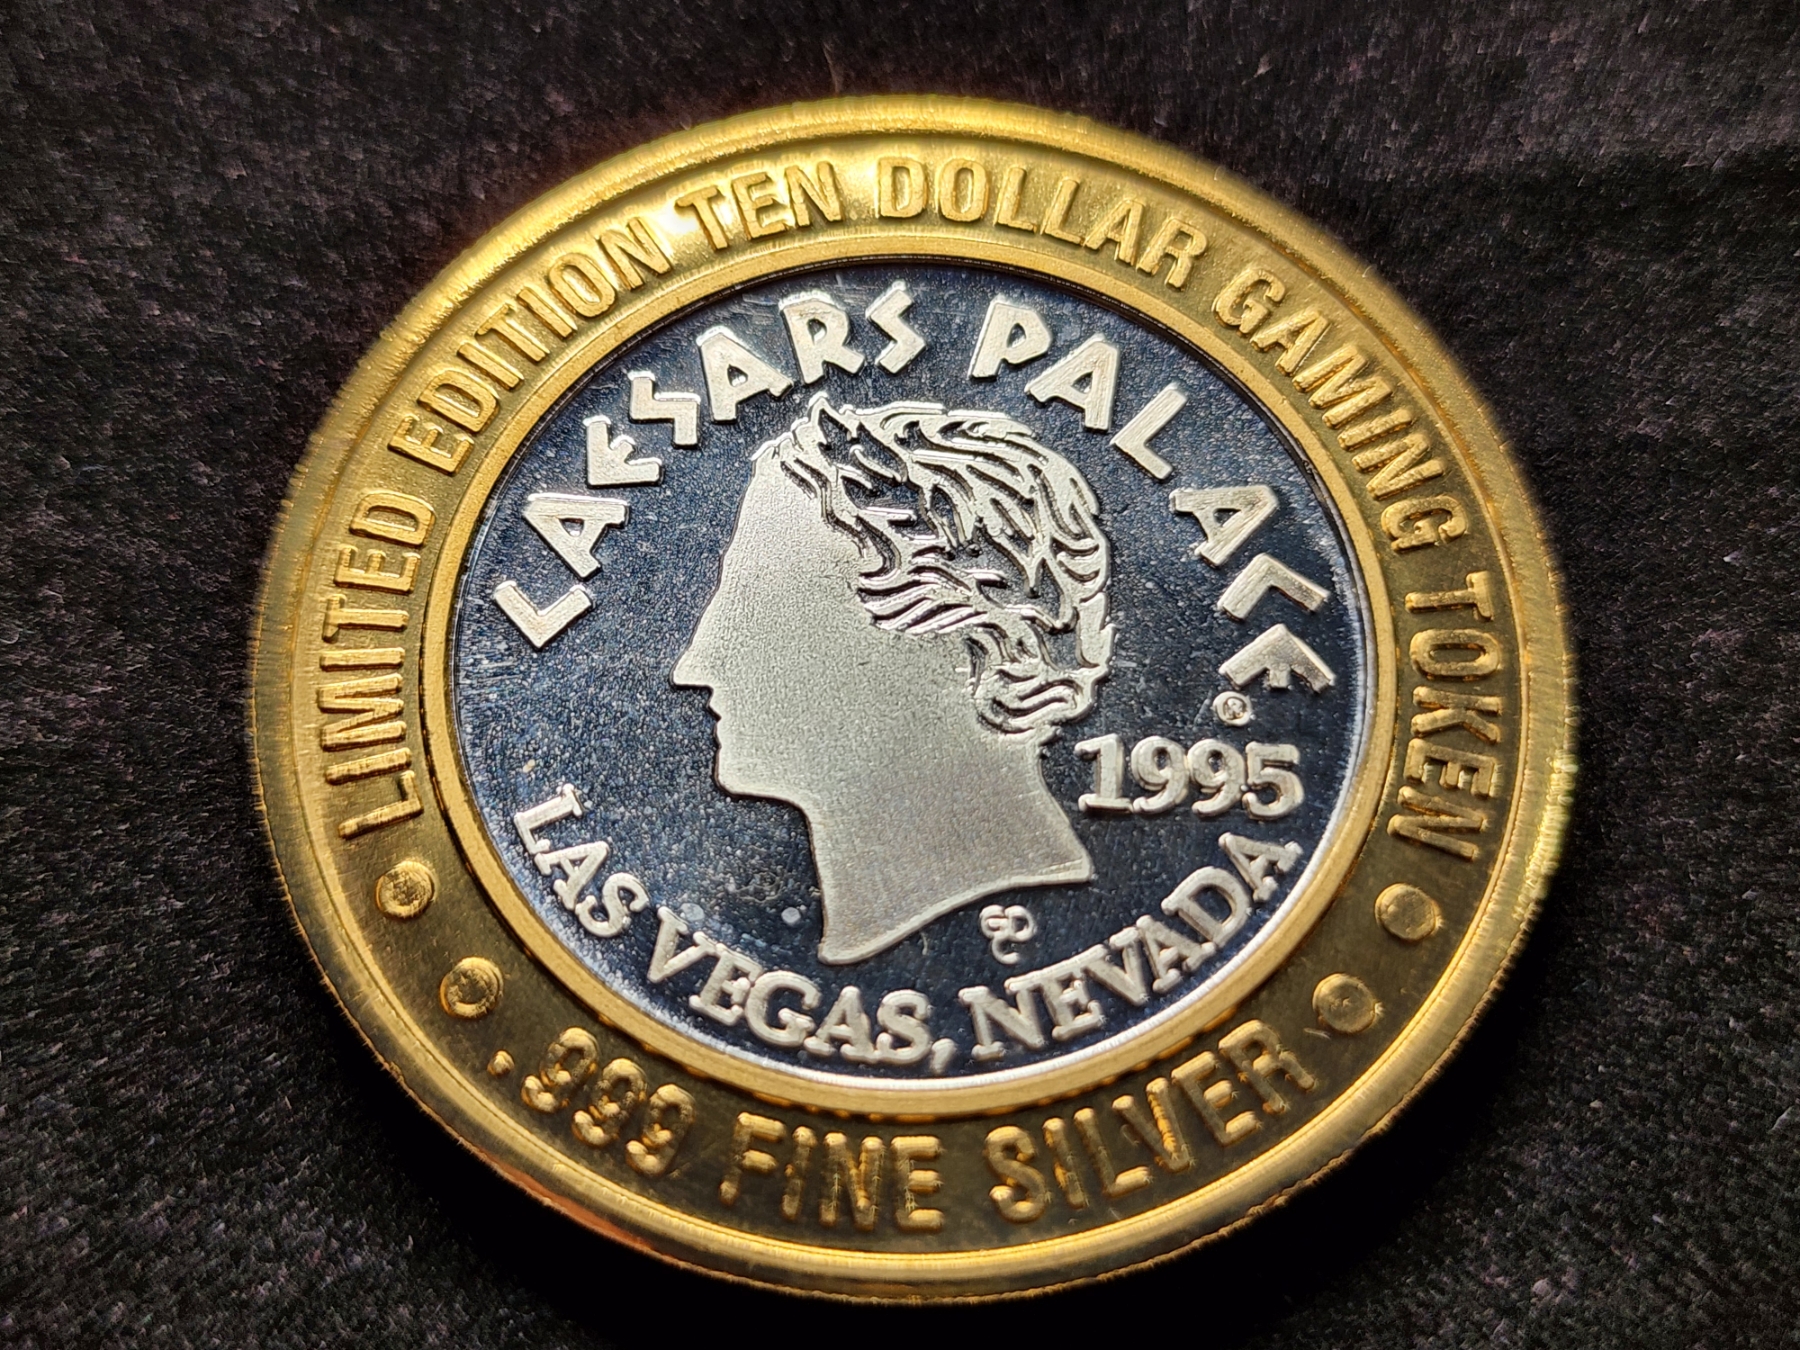 LIMITED EDITION TEN DOLLAR GAMING TOKEN
.999 FINE SILVER
CAESARS PALACE®
1995
LAS VEGAS, NEVADA